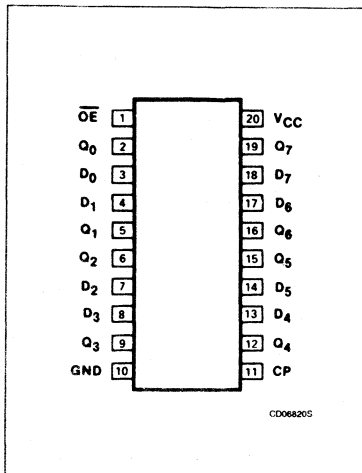 OE 1 20 VCC
Q0 2 19 Q7
D0 3 18 D7
D1 4 17 D6
Q1 5 16 Q6
Q2 6 15 Q5
D2 7 14 D5
D3 8 13 D4
Q3 9 12 Q4
GND 10 11 CP
CD06820S